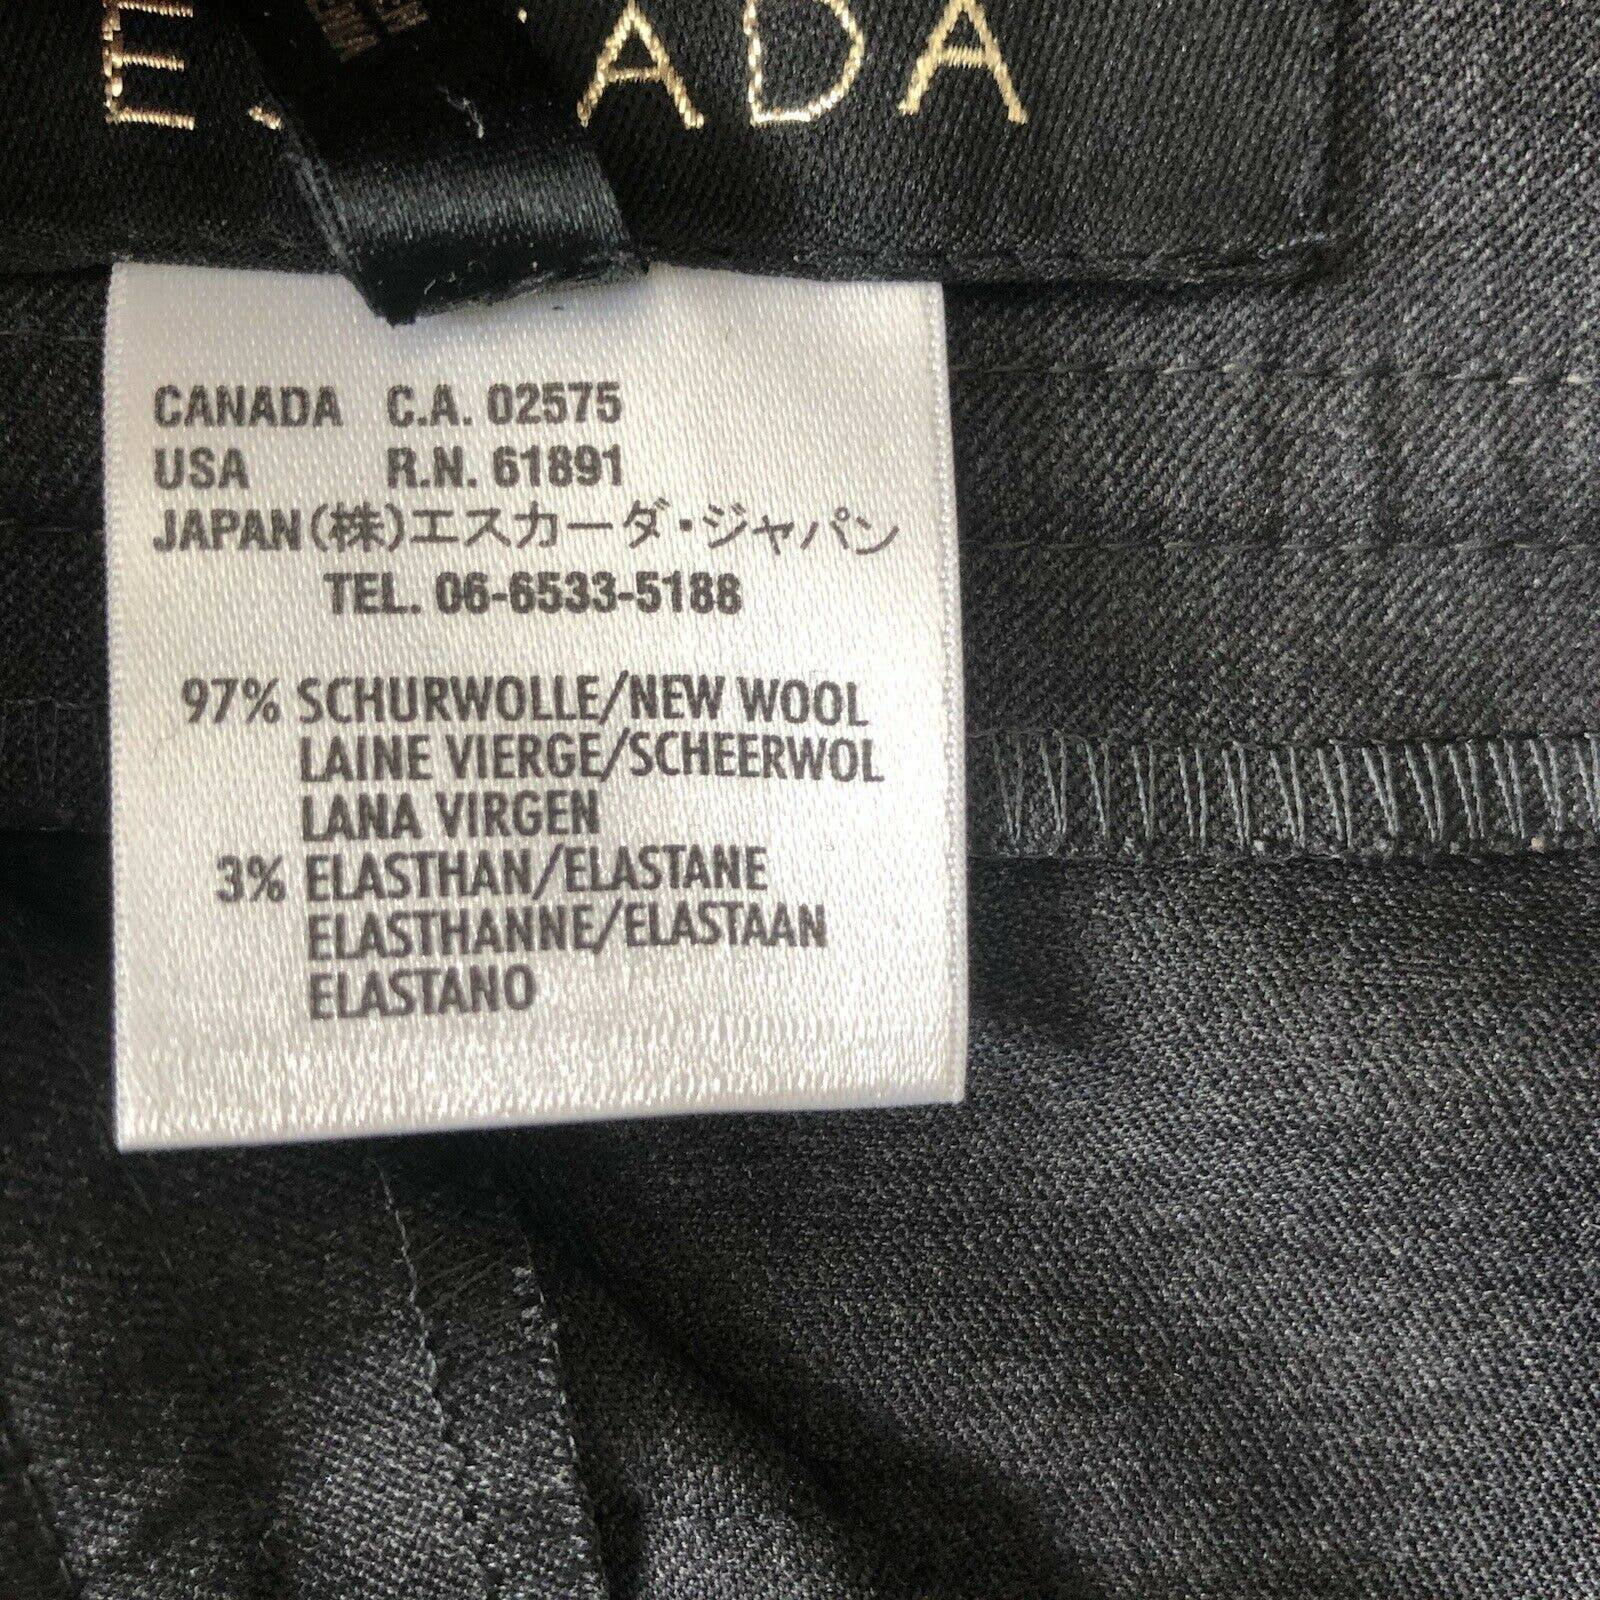 E ADA
CANADA C.A. 02575
USA R.N. 61891
JAPAN(株)エスカーダ・ジャパン
TEL. 06-6533-5188
97% SCHURWOLLE/NEW WOOL
LAINE VIERGE/SCHEERWOL
LANA VIRGEN
3% ELASTHAN/ELASTANE
ELASTHANNE/ELASTAAN
ELASTANO